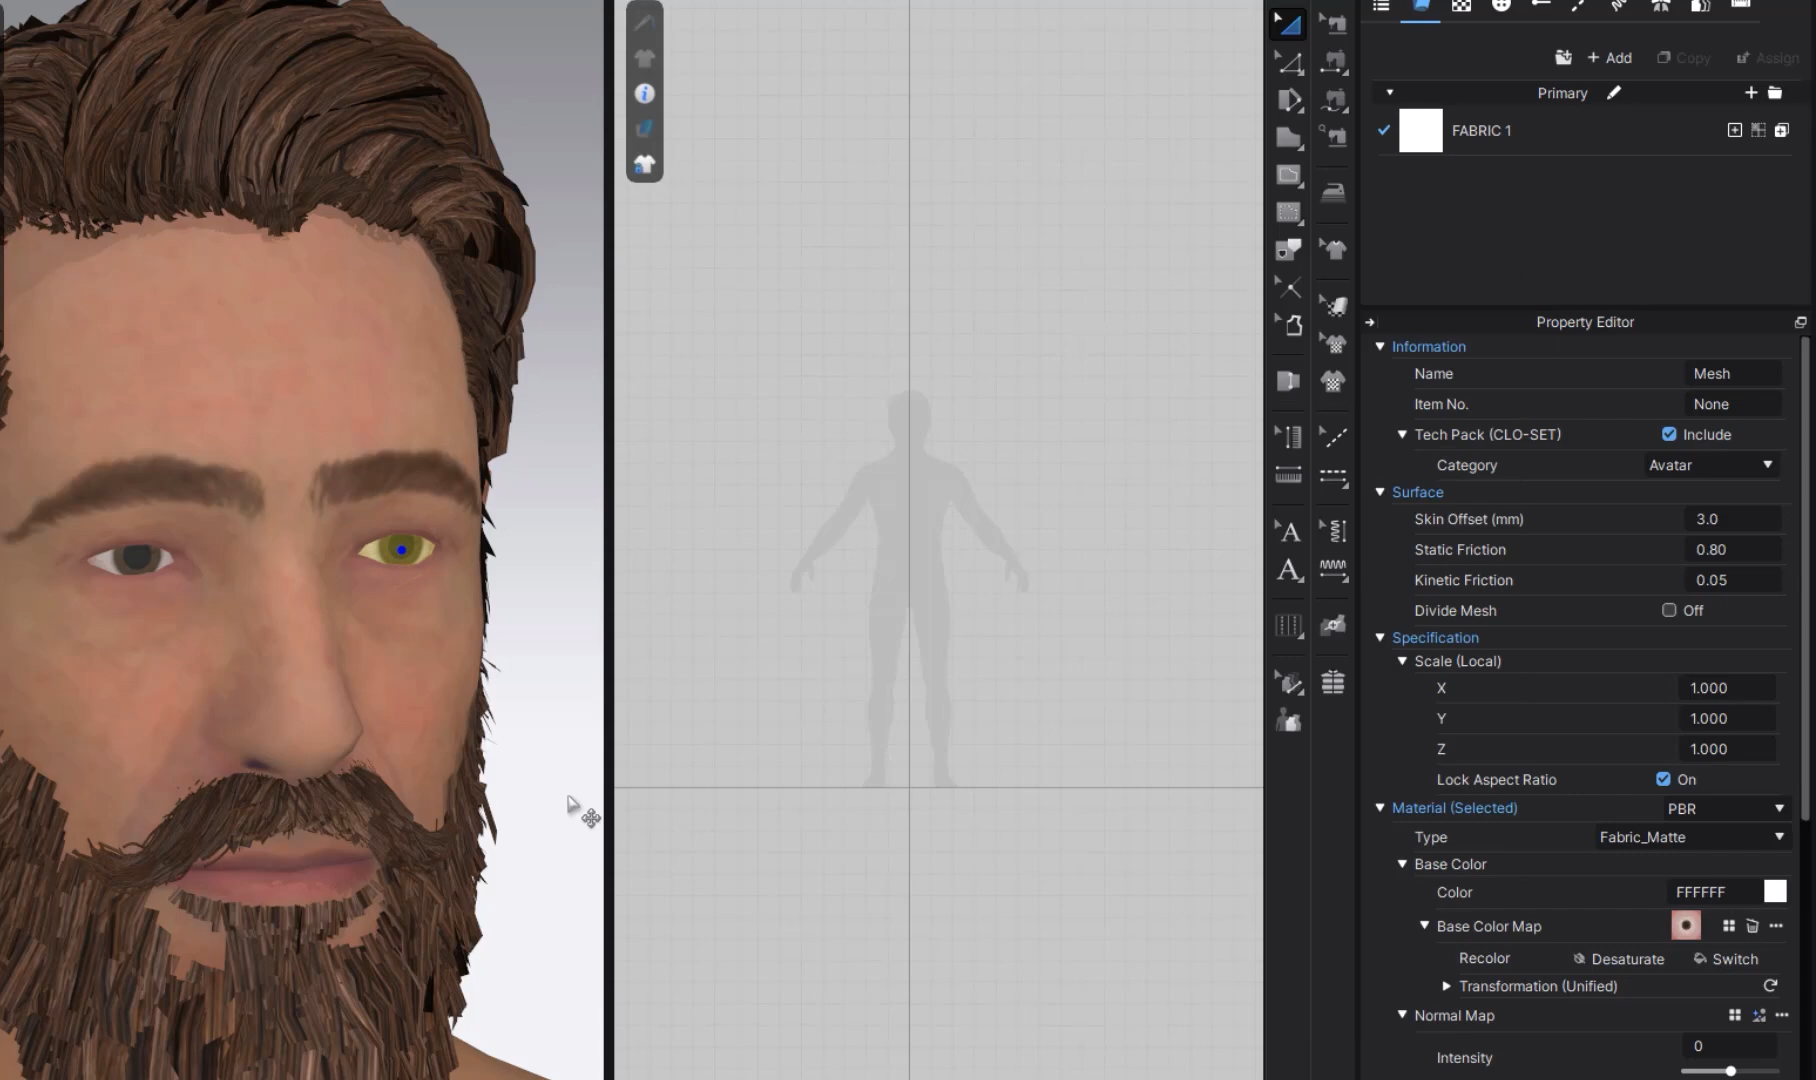 + Add Copy Assign
Primary
FABRIC 1
Property Editor
Information
Name Mesh
Item No. None
Tech Pack (CLO-SET) Include
Category Avatar
Surface
Skin Offset (mm) 3.0
Static Friction 0.80
Kinetic Friction 0.05
Divide Mesh Off
Specification
Scale (Local)
X 1.000
Y 1.000
Z 1.000
Lock Aspect Ratio On
Material (Selected) PBR
Type Fabric_Matte
Base Color
Color FFFFFF
Base Color Map
Recolor Desaturate Switch
Transformation (Unified)
Normal Map
Intensity 0